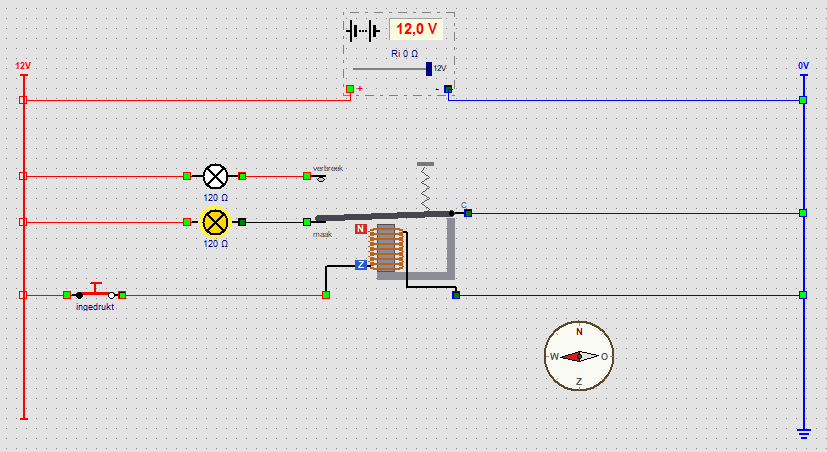 12,0 V
Ri 0 Ω
12V
+ -
12V
0V
verbreek
120 Ω
C
120 Ω
maak
N
Z
ingedrukt
N
W O
Z